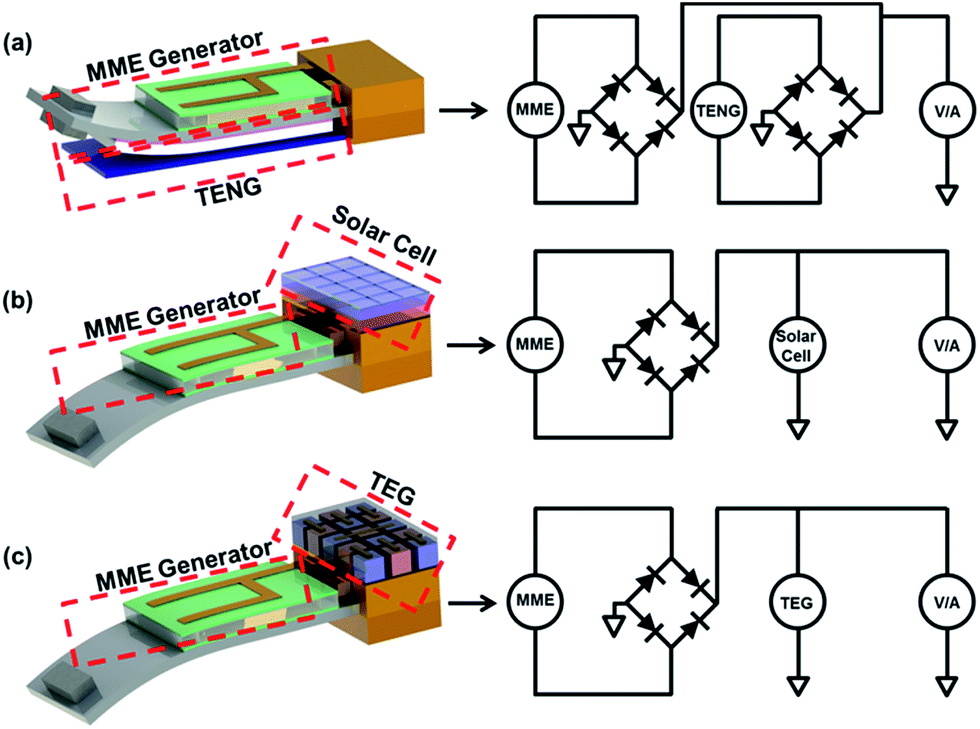 (a)
MME Generator
TENG
MME
TENG
V/A
(b)
Solar Cell
MME Generator
MME
Solar
Cell
V/A
(c)
TEG
MME Generator
MME
TEG
V/A